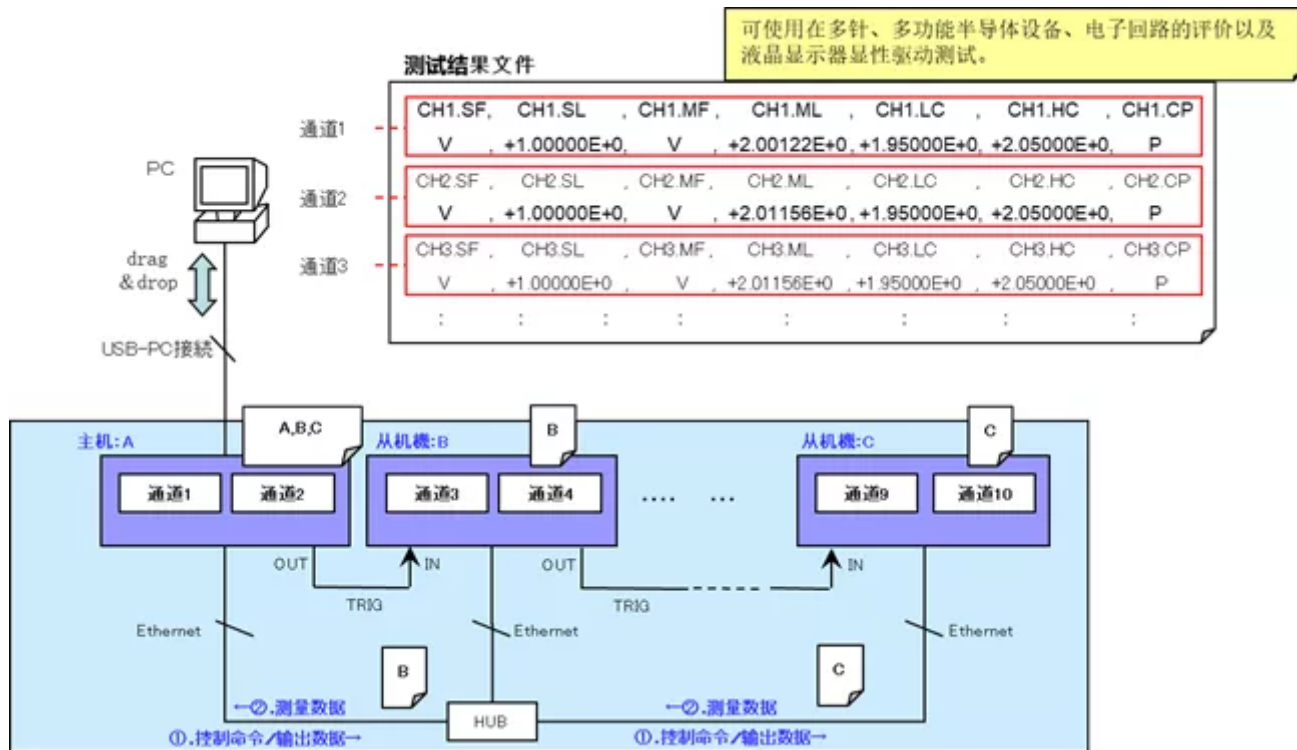 可使用在多针、多功能半导体设备、电子回路的评价以及
液晶显示器显性驱动测试。
测试结果文件
通道1
CH1.SF, CH1.SL , CH1.MF, CH1.ML , CH1.LC , CH1.HC , CH1.CP
V , +1.00000E+0, V , +2.00122E+0, +1.95000E+0, +2.05000E+0, P
通道2
CH2.SF , CH2.SL , CH2.MF , CH2.ML , CH2.LC , CH2.HC , CH2.CP
V , +1.00000E+0, V , +2.01156E+0, +1.95000E+0, +2.05000E+0, P
通道3
CH3.SF , CH3.SL , CH3.MF , CH3.ML , CH3.LC , CH3.HC , CH3.CP
V , +1.00000E+0 , V , +2.01156E+0 , +1.95000E+0 , +2.05000E+0 , P
: : : : : : : :
PC
drag
&drop
USB-PC接続
主机:A
A,B,C
从机機:B
B
从机機:C
C
通道1
通道2
通道3
通道4
.... ...
通道9
通道10
OUT
IN
OUT
IN
TRIG
TRIG
Ethernet
Ethernet
Ethernet
B
C
←②.测量数据
←②.测量数据
HUB
①.控制命令/输出数据→
①.控制命令/输出数据→